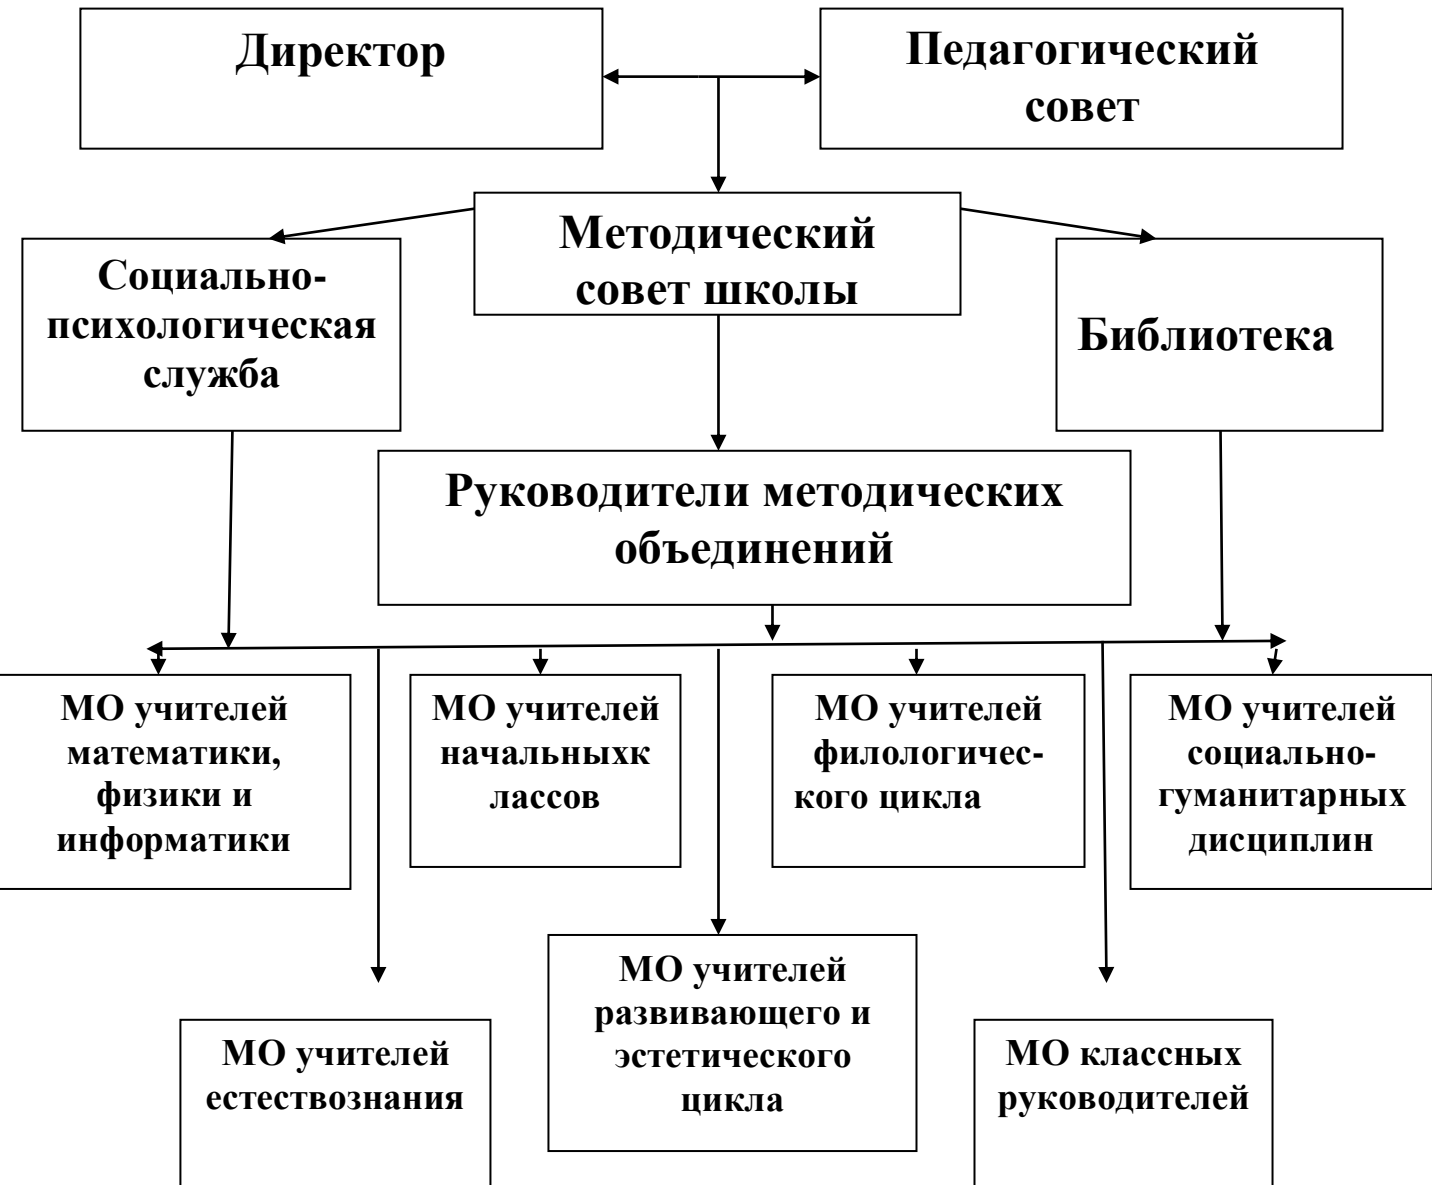 Директор
Педагогический
совет
Методический
совет школы
Социально-
психологическая
служба
Библиотека
Руководители методических
объединений
МО учителей
математики,
физики и
информатики
МО учителей
начальныхк
лассов
МО учителей
филологичес-
кого цикла
МО учителей
социально-
гуманитарных
дисциплин
МО учителей
естествознания
МО учителей
развивающего и
эстетического
цикла
МО классных
руководителей